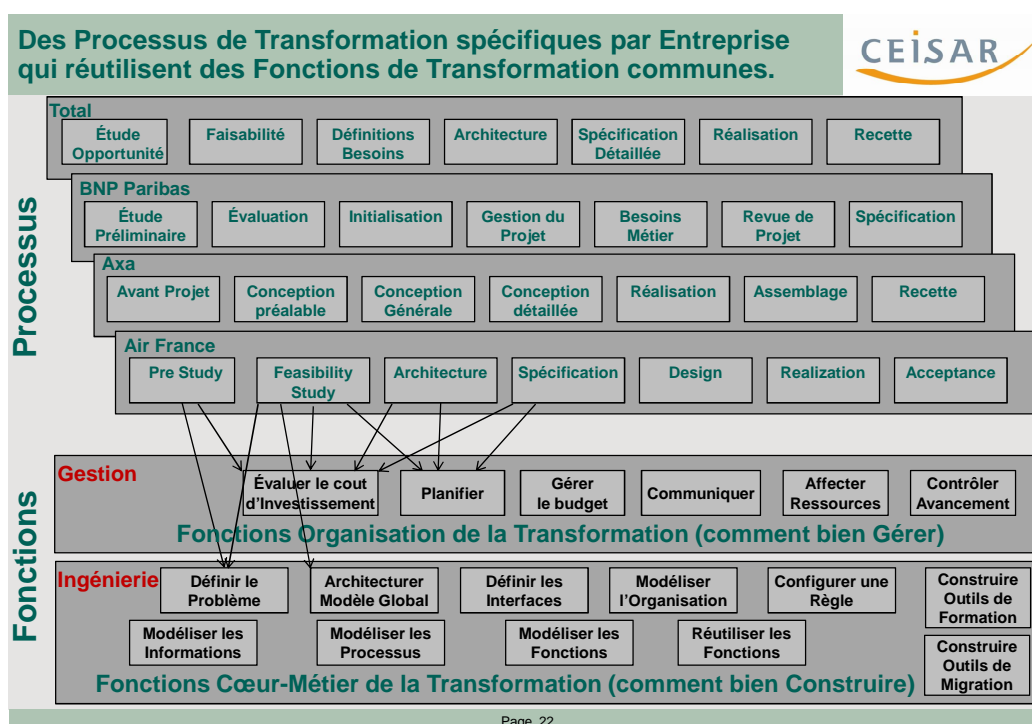 Des Processus de Transformation spécifiques par Entreprise
qui réutilisent des Fonctions de Transformation communes.
CEISAR
Processus
Total
Étude
Opportunité
Faisabilité
Définitions
Besoins
Architecture
Spécification
Détaillée
Réalisation
Recette
BNP Paribas
Étude
Préliminaire
Évaluation
Initialisation
Gestion du
Projet
Besoins
Métier
Revue de
Projet
Spécification
Axa
Avant Projet
Conception
préalable
Conception
Générale
Conception
détaillée
Réalisation
Assemblage
Recette
Air France
Pre Study
Feasibility
Study
Architecture
Spécification
Design
Realization
Acceptance
Fonctions
Gestion
Évaluer le cout
d'Investissement
Planifier
Gérer
le budget
Communiquer
Affecter
Ressources
Contrôler
Avancement
Fonctions Organisation de la Transformation (comment bien Gérer)
Ingénierie
Définir le
Problème
Architecturer
Modèle Global
Définir les
Interfaces
Modéliser
l'Organisation
Configurer une
Règle
Construire
Outils de
Formation
Modéliser les
Informations
Modéliser les
Processus
Modéliser les
Fonctions
Réutiliser les
Fonctions
Construire
Outils de
Migration
Fonctions Cœur-Métier de la Transformation (comment bien Construire)
Page 22